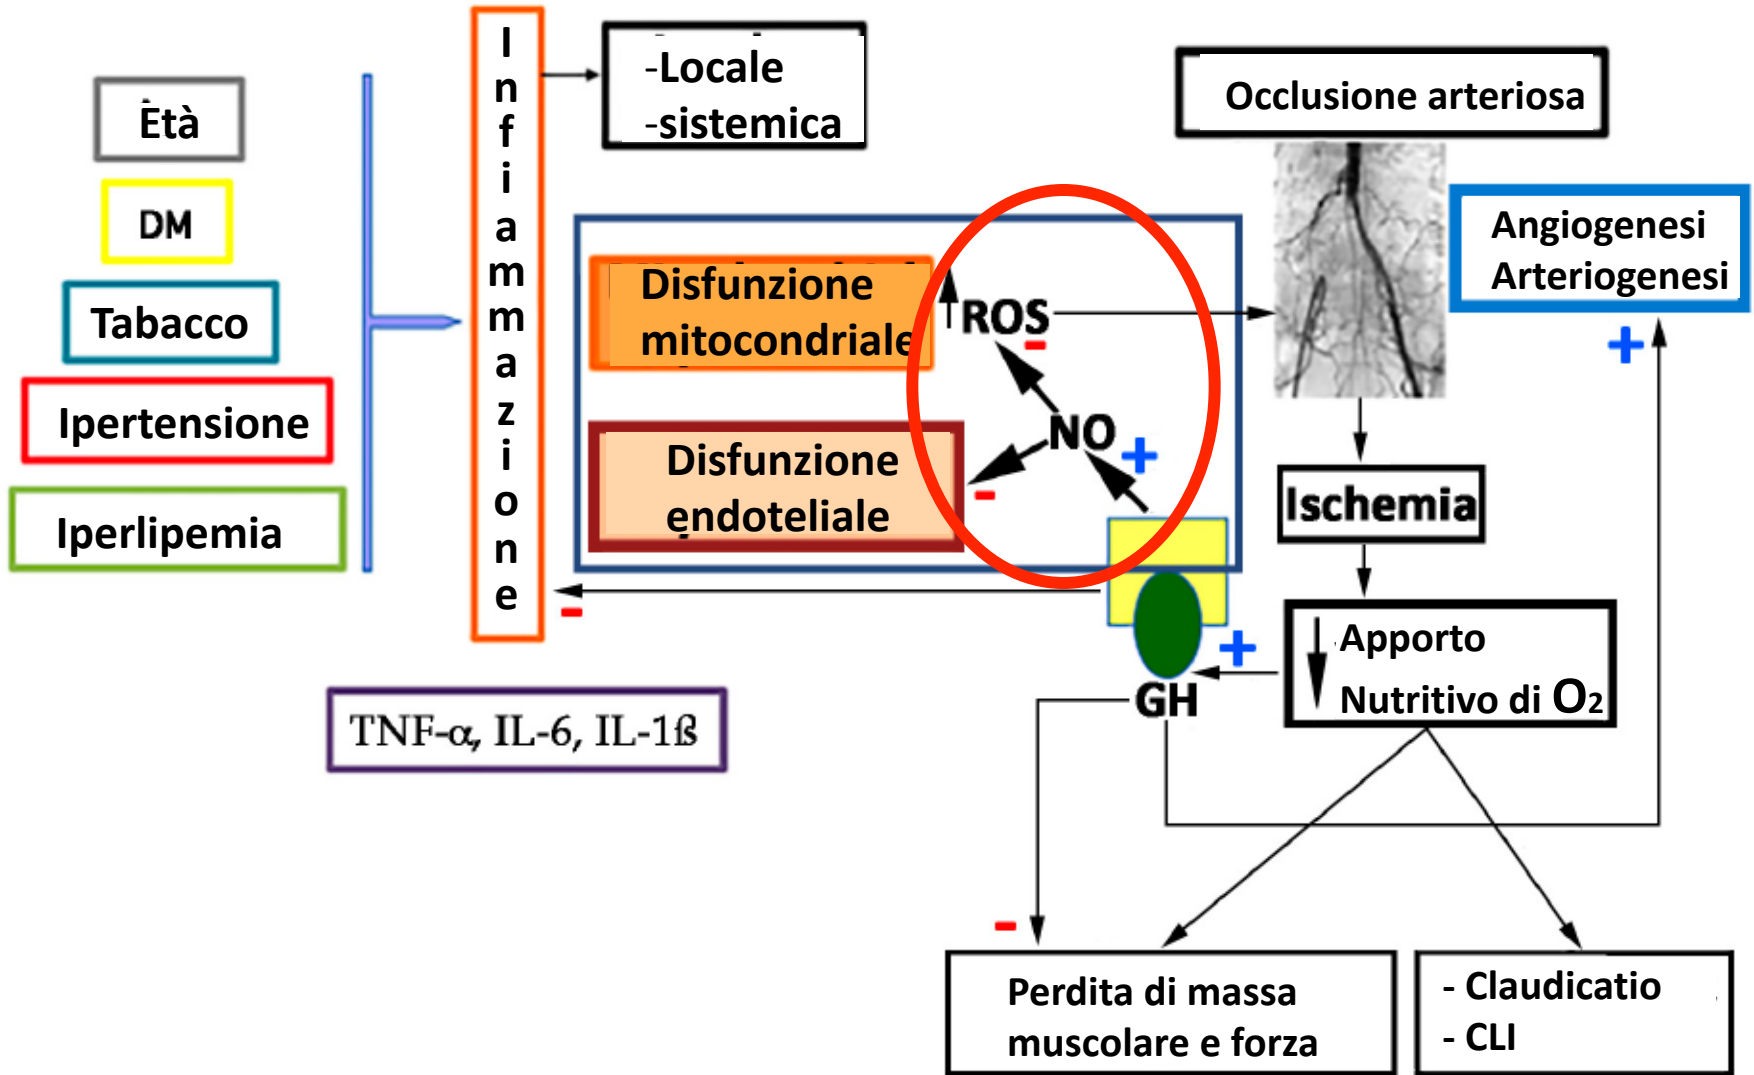 Età
DM
Tabacco
Ipertensione
Iperlipemia
Infiammazione
-Locale
-sistemica
Disfunzione
mitocondriale
ROS
-
NO
+
-
Disfunzione
endoteliale
-
TNF-α, IL-6, IL-1ß
GH
+
Occlusione arteriosa
Angiogenesi
Arteriogenesi
+
Ischemia
Apporto
Nutritivo di O2
-
Perdita di massa
muscolare e forza
- Claudicatio
- CLI